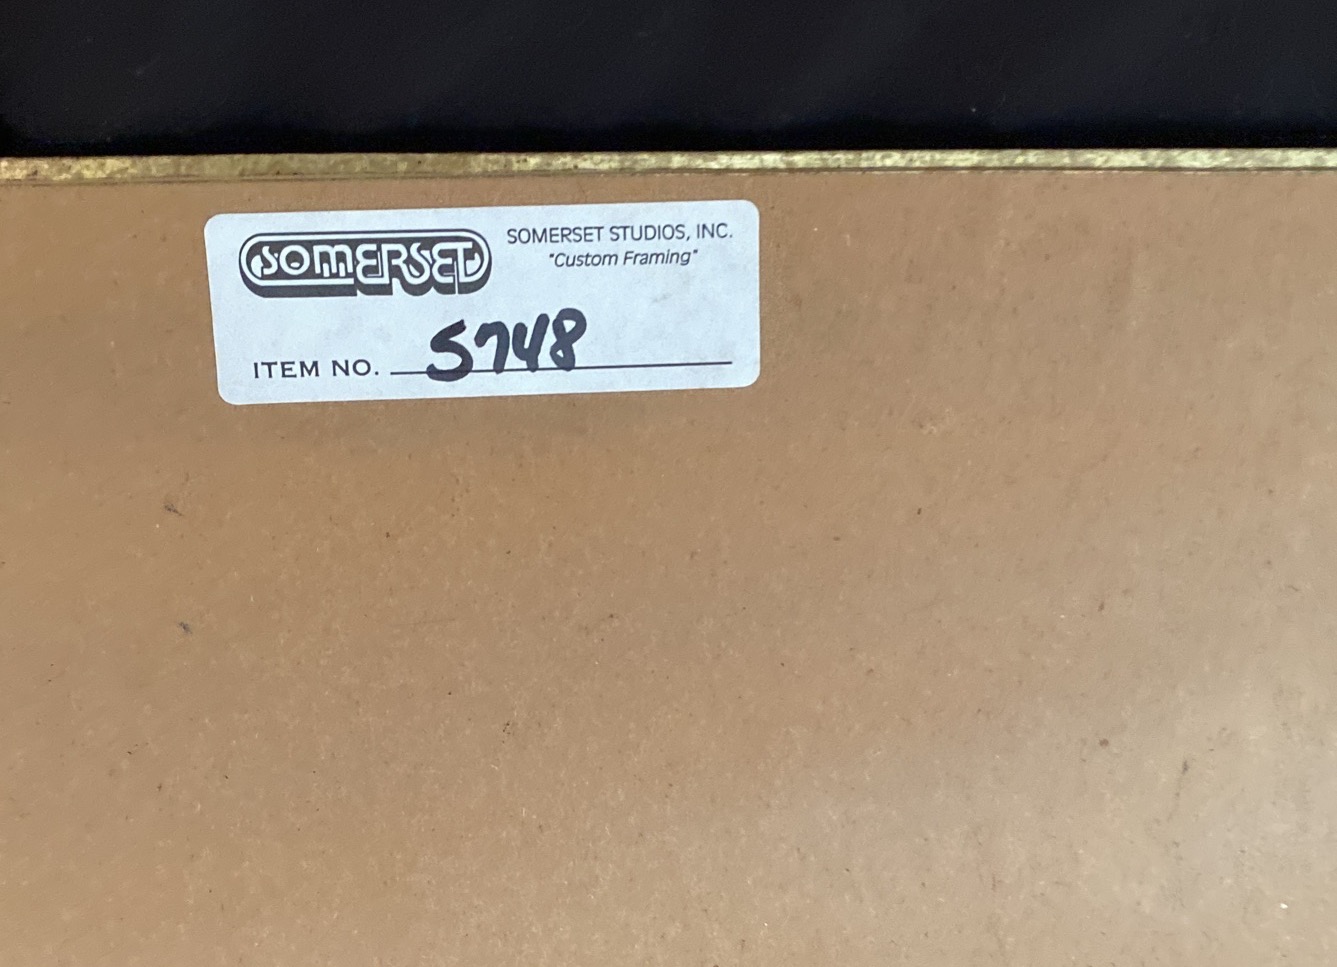 SOMERSET
SOMERSET STUDIOS, INC.
"Custom Framing"
ITEM NO. 5748